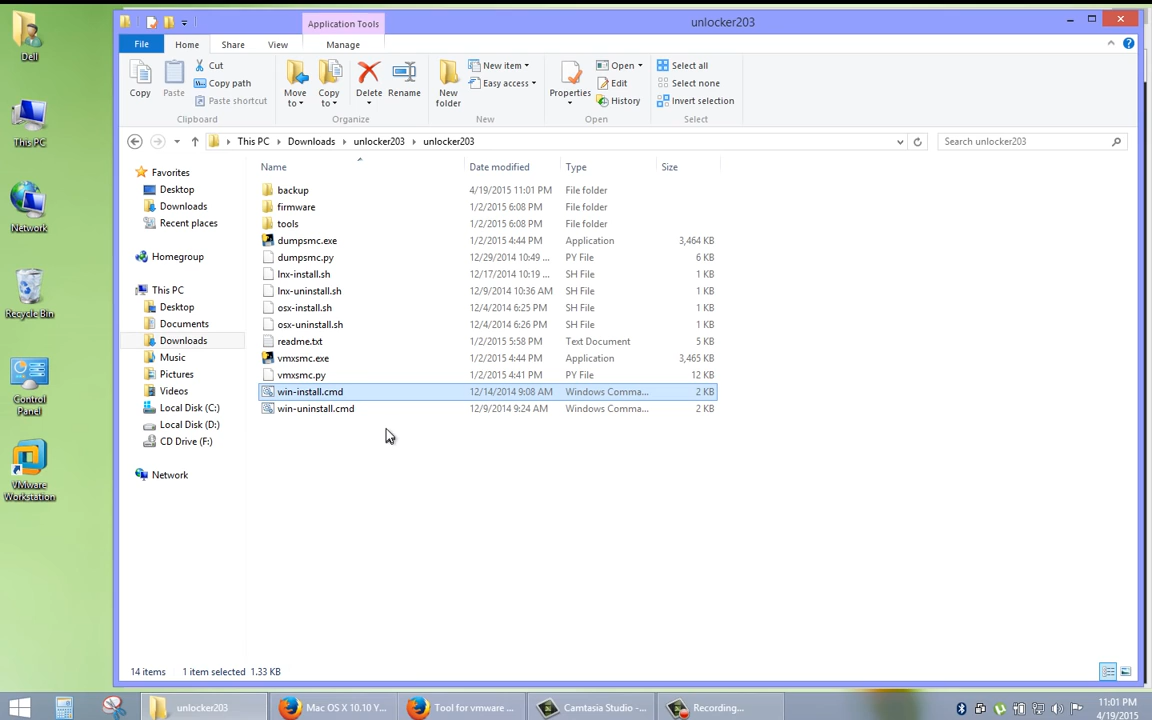 Application Tools
unlocker203
File
Home
Share
View
Manage
Copy
Paste
Cut
Copy path
Paste shortcut
Clipboard
Move to
Copy to
Delete
Rename
Organize
New folder
New item
Easy access
New
Properties
Open
Edit
History
Open
Select all
Select none
Invert selection
Select
This PC
Downloads
unlocker203
unlocker203
Search unlocker203
Name Date modified Type Size
backup 4/19/2015 11:01 PM File folder
firmware 1/2/2015 6:08 PM File folder
tools 1/2/2015 6:08 PM File folder
dumpsmc.exe 1/2/2015 4:44 PM Application 3,464 KB
dumpsmc.py 12/29/2014 10:49 ... PY File 6 KB
lnx-install.sh 12/17/2014 10:19 ... SH File 1 KB
lnx-uninstall.sh 12/9/2014 10:36 AM SH File 1 KB
osx-install.sh 12/4/2014 6:25 PM SH File 1 KB
osx-uninstall.sh 12/4/2014 6:26 PM SH File 1 KB
readme.txt 1/2/2015 5:58 PM Text Document 5 KB
vmxsmc.exe 1/2/2015 4:44 PM Application 3,465 KB
vmxsmc.py 1/2/2015 4:41 PM PY File 12 KB
win-install.cmd 12/14/2014 9:08 AM Windows Comma... 2 KB
win-uninstall.cmd 12/9/2014 9:24 AM Windows Comma... 2 KB
Favorites
Desktop
Downloads
Recent places
Homegroup
This PC
Desktop
Documents
Downloads
Music
Pictures
Videos
Local Disk (C:)
Local Disk (D:)
CD Drive (F:)
Network
14 items 1 item selected 1.33 KB
Dell
This PC
Network
Recycle Bin
Control
Panel
VMware
Workstation
unlocker203
Mac OS X 10.10 Y...
Tool for vmware ...
Camtasia Studio -...
Recording...
11:01 PM
4/19/2015